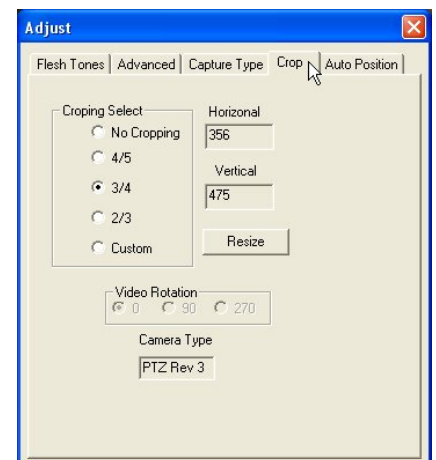 Adjust
Flesh Tones Advanced Capture Type Crop Auto Position
Croping Select
No Cropping
4/5
3/4
2/3
Custom
Horizonal
356
Vertical
475
Resize
Video Rotation
0 90 270
Camera Type
PTZ Rev 3